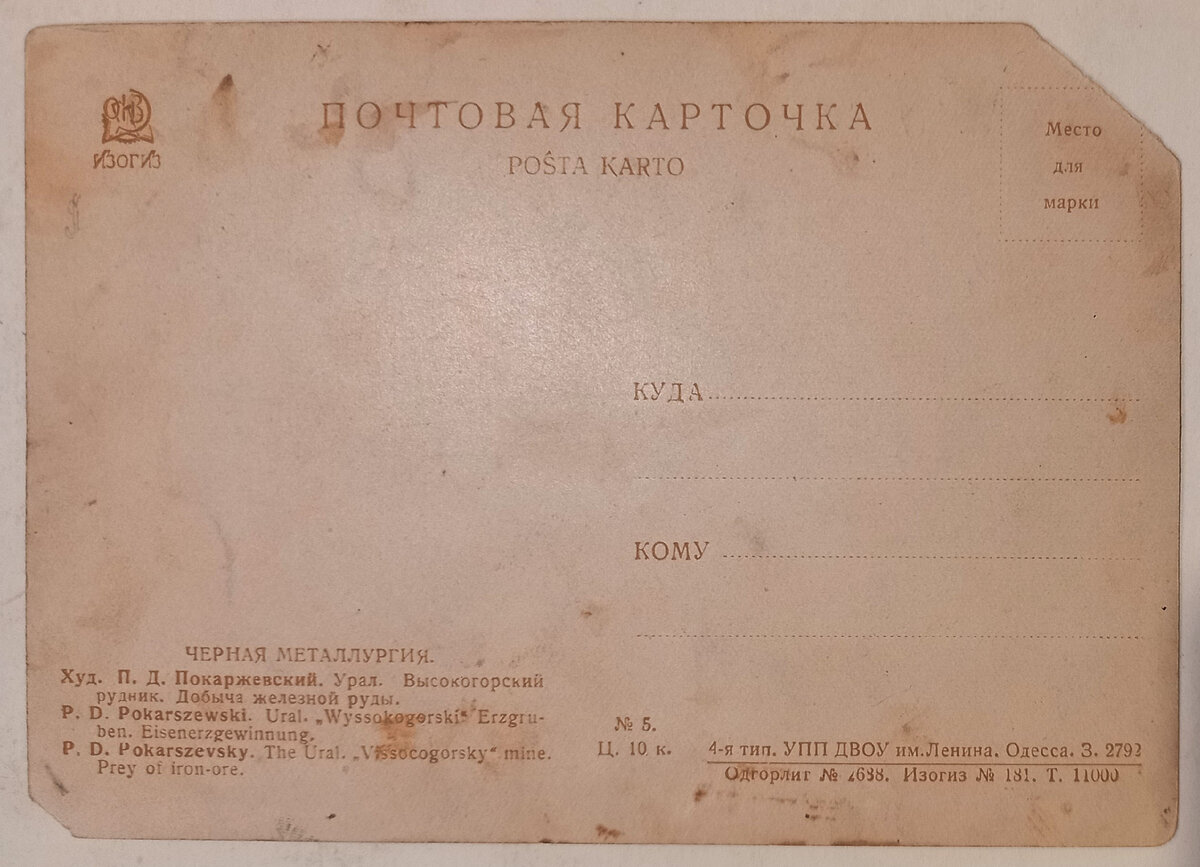 ИЗОГИЗ
ПОЧТОВАЯ КАРТОЧКА
POŜTA KARTO
Место
для
марки
КУДА
КОМУ
ЧЕРНАЯ МЕТАЛЛУРГИЯ.
Худ. П. Д. Покаржевский. Урал. Высокогорский
рудник. Добыча железной руды.
P. D. Pokarszewski. Ural. „Wyssokogorski“ Erzgru-
ben. Eisenerzgewinnung.
P. D. Pokarszevsky. The Ural. „Vissocogorsky“ mine.
Prey of iron-ore.
№ 5.
Ц. 10 к.
4-я тип. УПП ДВОУ им.Ленина. Одесса. З. 2792
Одгорлит № 2638. Изогиз № 181. Т. 11000